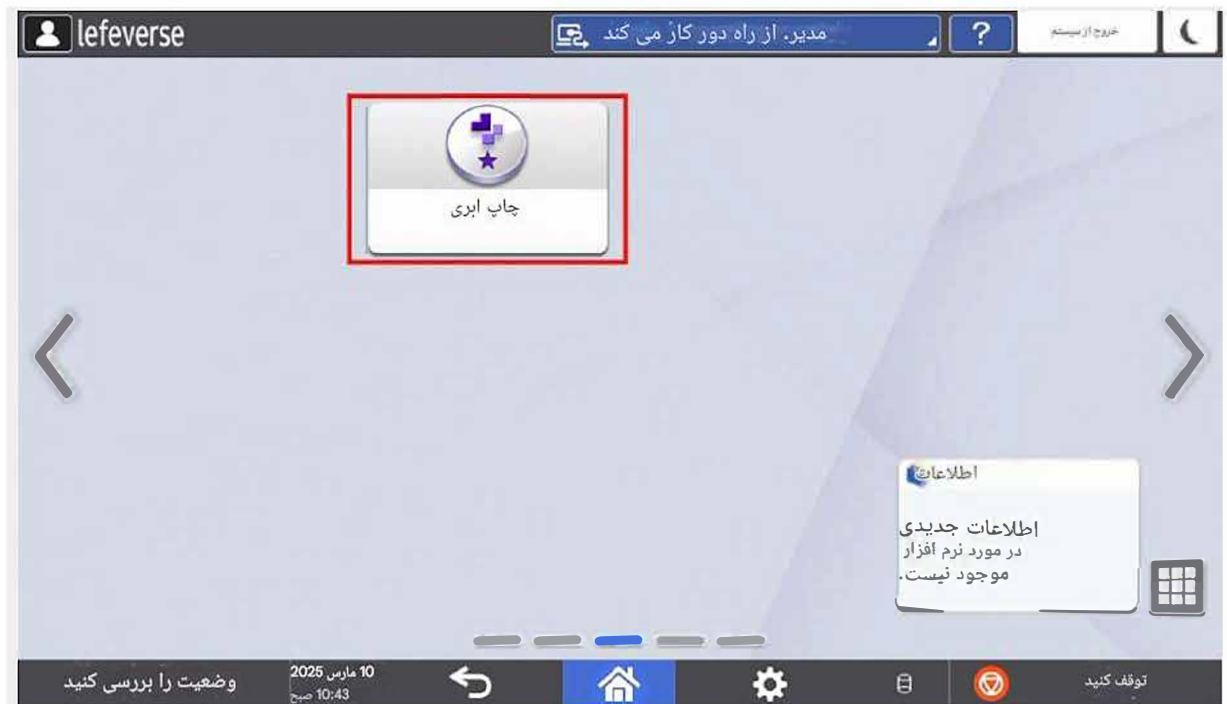 lefeverse
مدیر. از راه دور کار می کند
?
خروج از سیستم
چاپ ابری
اطلاعات
اطلاعات جدیدی
در مورد نرم افزار
موجود نیست.
وضعیت را بررسی کنید
10 مارس 2025
10:43 صبح
توقف کنید